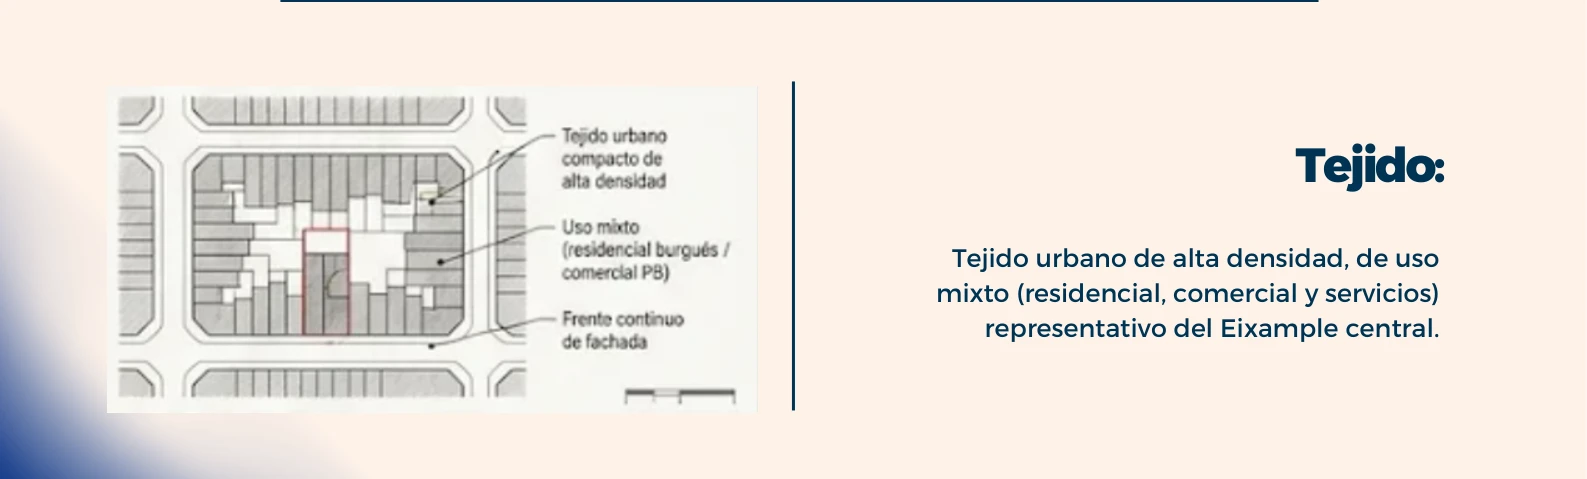 Tejido urbano
compacto de
alta densidad
Uso mixto
(residencial burgués /
comercial PB)
Frente continuo
de fachada
Tejido:
Tejido urbano de alta densidad, de uso
mixto (residencial, comercial y servicios)
representativo del Eixample central.